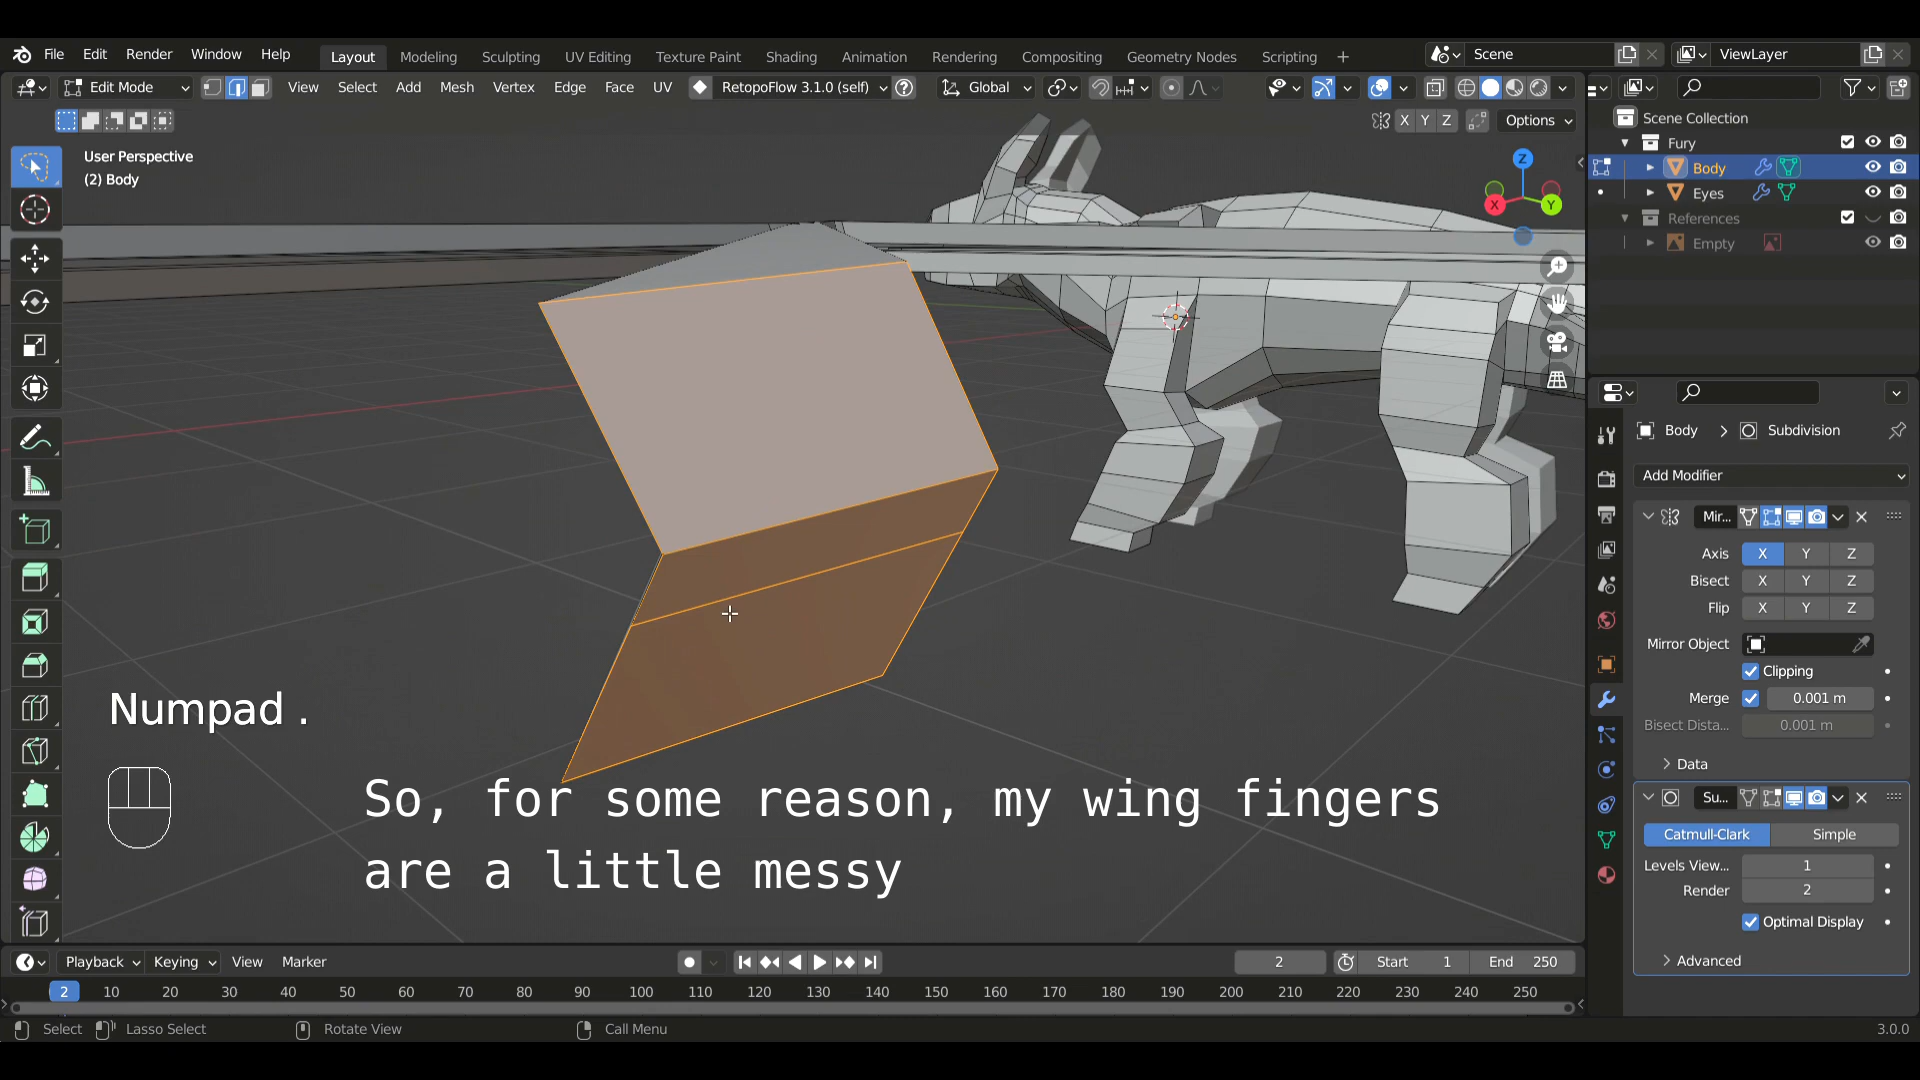 File Edit Render Window Help Layout Modeling Sculpting UV Editing Texture Paint Shading Animation Rendering Compositing Geometry Nodes Scripting + Scene ViewLayer
Edit Mode View Select Add Mesh Vertex Edge Face UV RetopoFlow 3.1.0 (self) Global
X Y Z Options
User Perspective
(2) Body
Z
X
Y
Scene Collection
Fury
Body
Eyes
References
Empty
Body > Subdivision
Add Modifier
Mir...
Axis X Y Z
Bisect X Y Z
Flip X Y Z
Mirror Object
Clipping
Merge 0.001 m
Bisect Dista... 0.001 m
Data
Su...
Catmull-Clark Simple
Levels View... 1
Render 2
Optimal Display
Advanced
Numpad .
So, for some reason, my wing fingers
are a little messy
Playback Keying View Marker 2 Start 1 End 250
2 10 20 30 40 50 60 70 80 90 100 110 120 130 140 150 160 170 180 190 200 210 220 230 240 250
Select Lasso Select Rotate View Call Menu 3.0.0